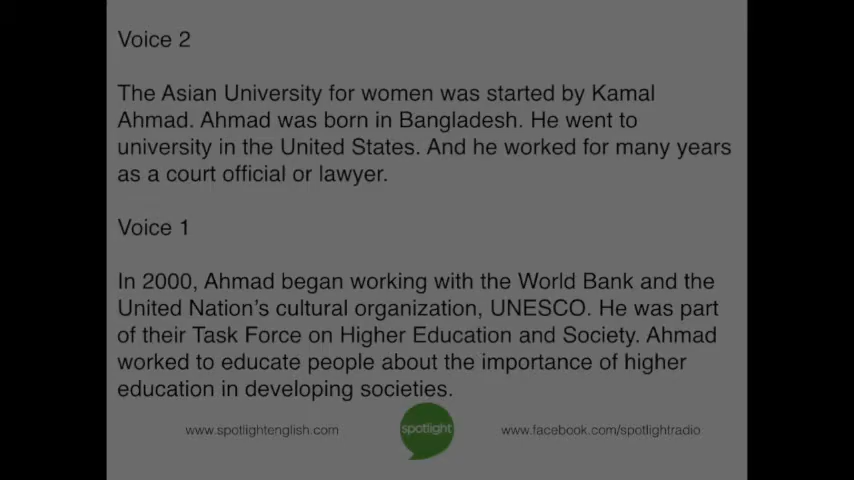 Voice 2
The Asian University for women was started by Kamal
Ahmad. Ahmad was born in Bangladesh. He went to
university in the United States. And he worked for many years
as a court official or lawyer.
Voice 1
In 2000, Ahmad began working with the World Bank and the
United Nation's cultural organization, UNESCO. He was part
of their Task Force on Higher Education and Society. Ahmad
worked to educate people about the importance of higher
education in developing societies.
www.spotlightenglish.com
spotlight
www.facebook.com/spotlightradio